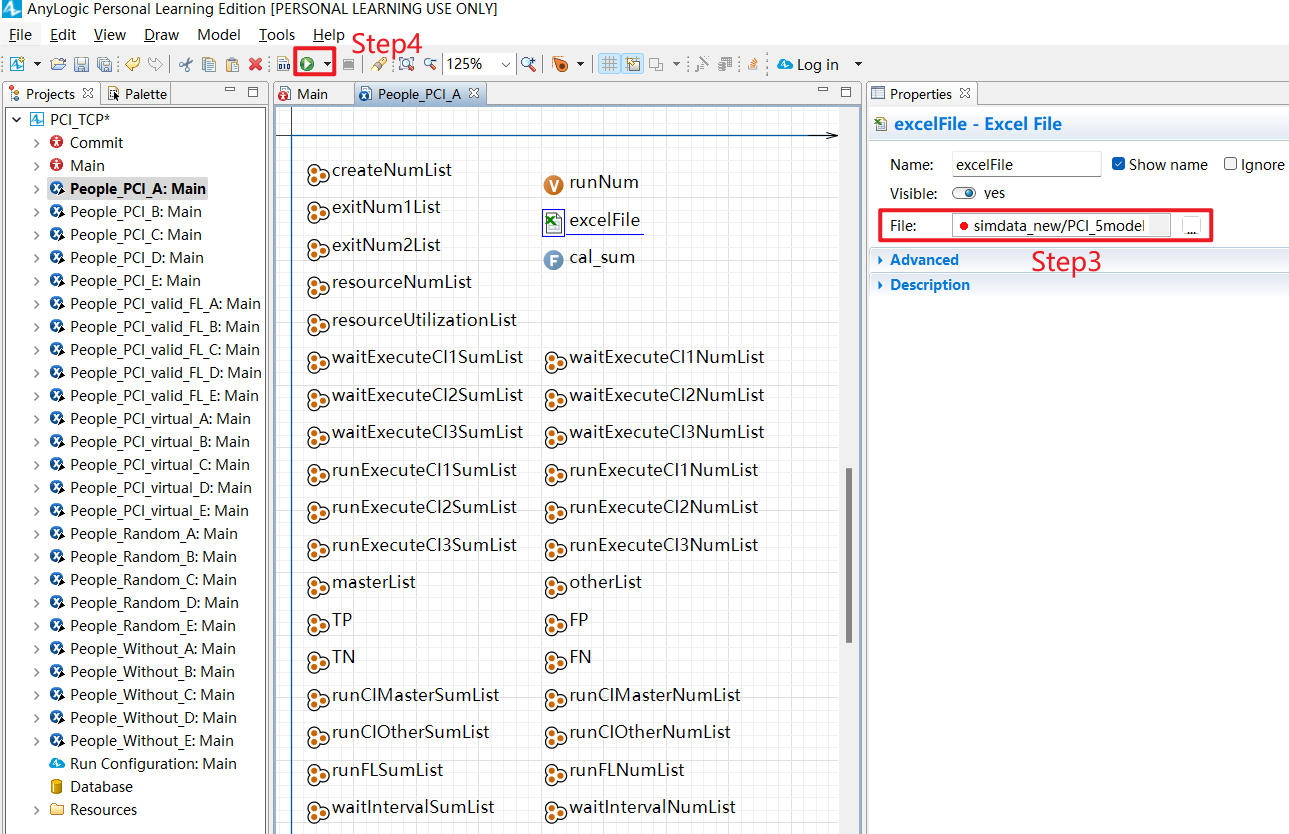 AnyLogic Personal Learning Edition [PERSONAL LEARNING USE ONLY]
File Edit View Draw Model Tools Help
Step4
125%
Log in
Projects
Palette
PCI_TCP*
Commit
Main
People_PCI_A: Main
People_PCI_B: Main
People_PCI_C: Main
People_PCI_D: Main
People_PCI_E: Main
People_PCI_valid_FL_A: Main
People_PCI_valid_FL_B: Main
People_PCI_valid_FL_C: Main
People_PCI_valid_FL_D: Main
People_PCI_valid_FL_E: Main
People_PCI_virtual_A: Main
People_PCI_virtual_B: Main
People_PCI_virtual_C: Main
People_PCI_virtual_D: Main
People_PCI_virtual_E: Main
People_Random_A: Main
People_Random_B: Main
People_Random_C: Main
People_Random_D: Main
People_Random_E: Main
People_Without_A: Main
People_Without_B: Main
People_Without_C: Main
People_Without_D: Main
People_Without_E: Main
Run Configuration: Main
Database
Resources
Main
People_PCI_A
createNumList
runNum
exitNum1List
excelFile
exitNum2List
cal_sum
resourceNumList
resourceUtilizationList
waitExecuteCI1SumList waitExecuteCI1NumList
waitExecuteCI2SumList waitExecuteCI2NumList
waitExecuteCI3SumList waitExecuteCI3NumList
runExecuteCI1SumList runExecuteCI1NumList
runExecuteCI2SumList runExecuteCI2NumList
runExecuteCI3SumList runExecuteCI3NumList
masterList otherList
TP FP
TN FN
runCIMasterSumList runCIMasterNumList
runCIOtherSumList runCIOtherNumList
runFLSumList runFLNumList
waitIntervalSumList waitIntervalNumList
Properties
excelFile - Excel File
Name: excelFile Show name Ignore
Visible: yes
File: simdata_new/PCI_5model ...
Advanced
Step3
Description